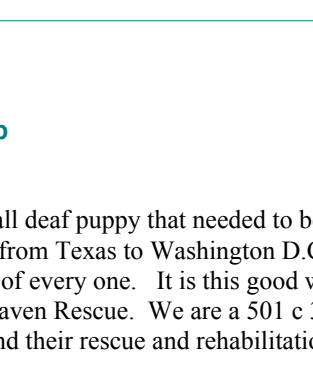 all deaf puppy that needed to b
from Texas to Washington D.C
of every one. It is this good
aven Rescue. We are a 501 c 3
nd their rescue and rehabilitatio